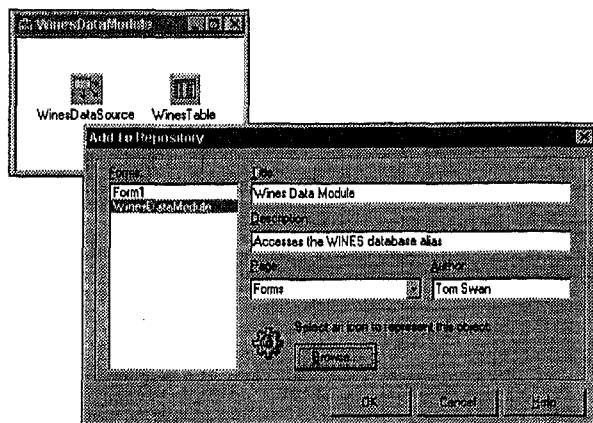 WinesDataModule
WinesDataSource WinesTable
Add To Repository
Forms: Title:
Form1 Wines Data Module
WinesDataModule
Description:
Accesses the WINES database alias
Page: Author:
Forms Tom Swan
Select an icon to represent this object:
Browse...
OK Cancel Help